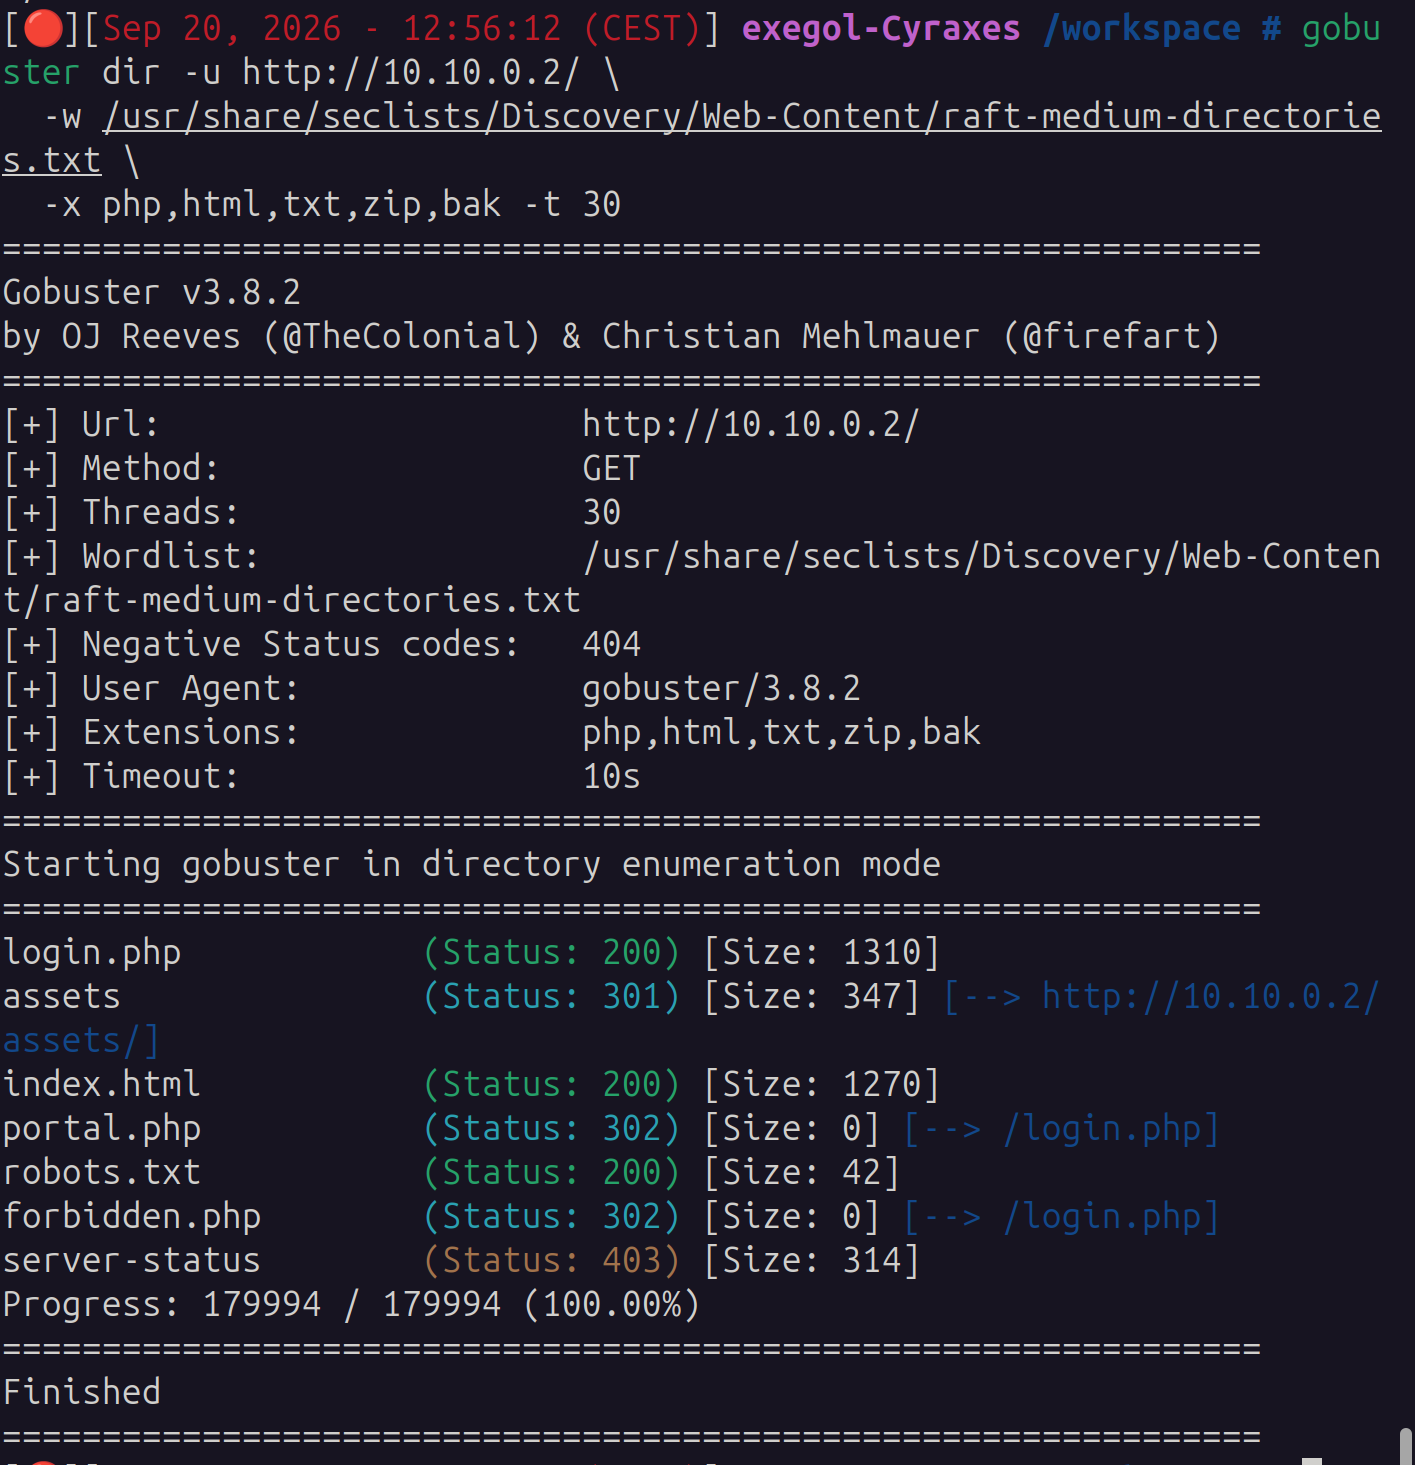 [🔴][Sep 20, 2026 - 12:56:12 (CEST)] exegol-Cyraxes /workspace # gobu
ster dir -u http://10.10.0.2/ \
  -w /usr/share/seclists/Discovery/Web-Content/raft-medium-directorie
s.txt \
  -x php,html,txt,zip,bak -t 30
===============================================================
Gobuster v3.8.2
by OJ Reeves (@TheColonial) & Christian Mehlmauer (@firefart)
===============================================================
[+] Url:                     http://10.10.0.2/
[+] Method:                  GET
[+] Threads:                 30
[+] Wordlist:                /usr/share/seclists/Discovery/Web-Conten
t/raft-medium-directories.txt
[+] Negative Status codes:   404
[+] User Agent:              gobuster/3.8.2
[+] Extensions:              php,html,txt,zip,bak
[+] Timeout:                 10s
===============================================================
Starting gobuster in directory enumeration mode
===============================================================
login.php            (Status: 200) [Size: 1310]
assets               (Status: 301) [Size: 347] [--> http://10.10.0.2/
assets/]
index.html           (Status: 200) [Size: 1270]
portal.php           (Status: 302) [Size: 0] [--> /login.php]
robots.txt           (Status: 200) [Size: 42]
forbidden.php        (Status: 302) [Size: 0] [--> /login.php]
server-status        (Status: 403) [Size: 314]
Progress: 179994 / 179994 (100.00%)
===============================================================
Finished
===============================================================